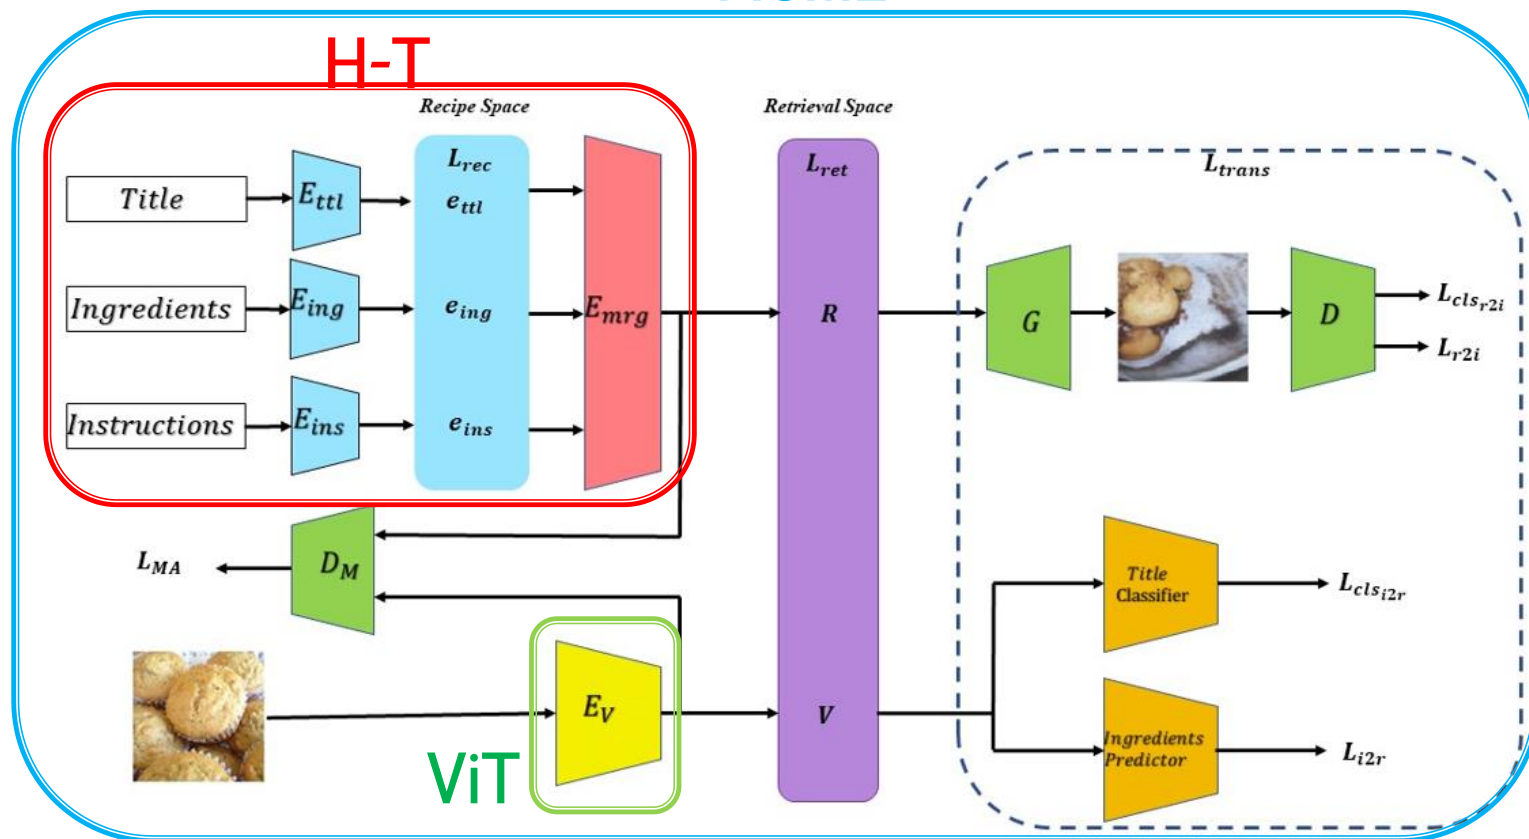 H-T
Recipe Space
Retrieval Space
L_rec
L_ret
L_trans
Title
E_ttl
e_ttl
Ingredients
E_ing
e_ing
E_mrg
R
G
D
L_cls_r2i
L_r2i
Instructions
E_ins
e_ins
L_MA
D_M
Title
Classifier
L_cls_i2r
E_V
V
Ingredients
Predictor
L_i2r
ViT